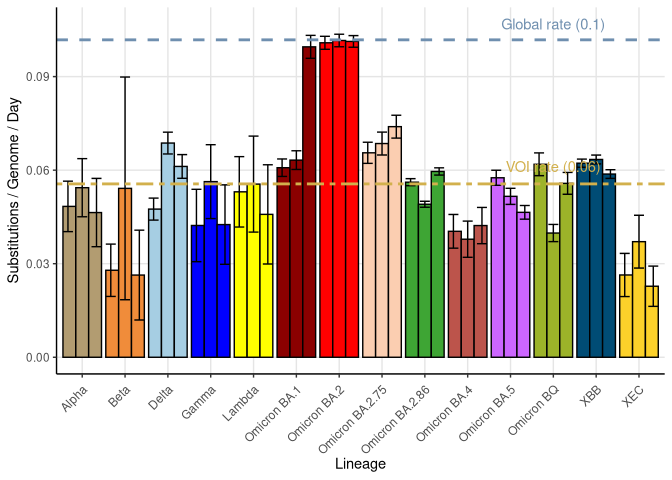 Global rate (0.1)
VOI rate (0.06)
Substitutions / Genome / Day
0.09
0.06
0.03
0.00
Alpha
Beta
Delta
Gamma
Lambda
Omicron BA.1
Omicron BA.2
Omicron BA.2.75
Omicron BA.2.86
Omicron BA.4
Omicron BA.5
Omicron BQ
XBB
XEC
Lineage